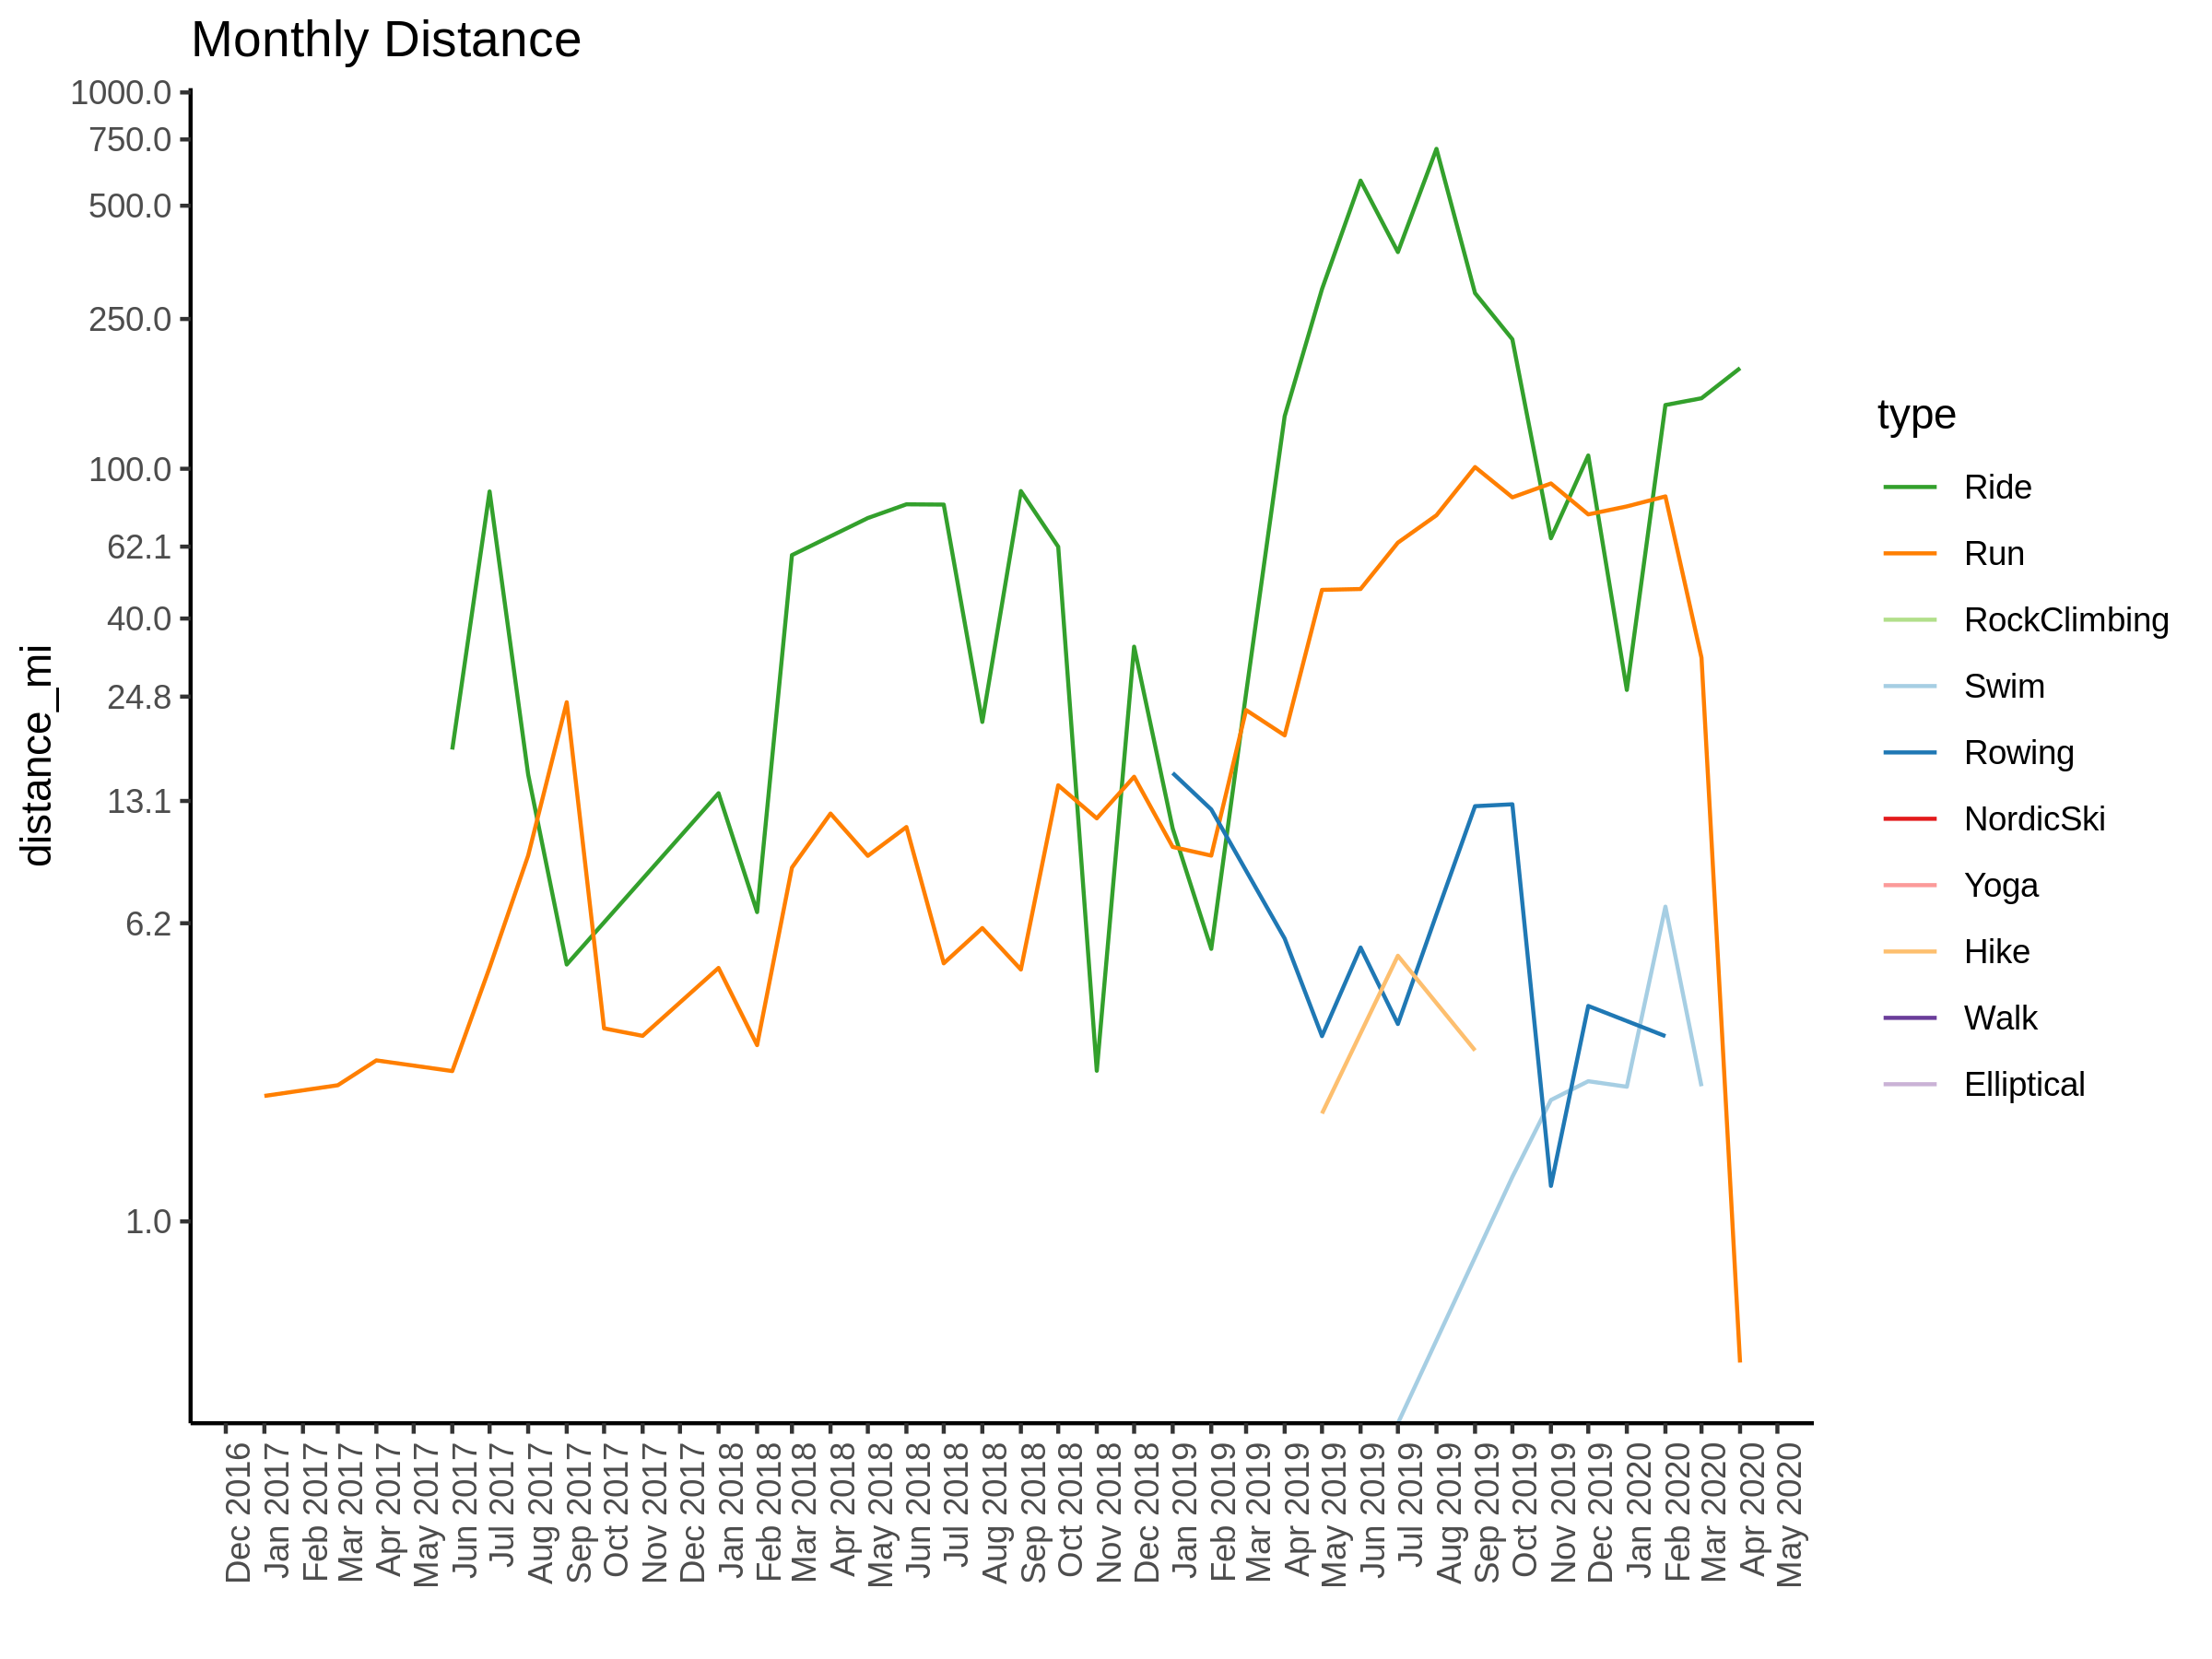 Monthly Distance
distance_mi
1000.0
750.0
500.0
250.0
100.0
62.1
40.0
24.8
13.1
6.2
1.0
Dec 2016
Jan 2017
Feb 2017
Mar 2017
Apr 2017
May 2017
Jun 2017
Jul 2017
Aug 2017
Sep 2017
Oct 2017
Nov 2017
Dec 2017
Jan 2018
Feb 2018
Mar 2018
Apr 2018
May 2018
Jun 2018
Jul 2018
Aug 2018
Sep 2018
Oct 2018
Nov 2018
Dec 2018
Jan 2019
Feb 2019
Mar 2019
Apr 2019
May 2019
Jun 2019
Jul 2019
Aug 2019
Sep 2019
Oct 2019
Nov 2019
Dec 2019
Jan 2020
Feb 2020
Mar 2020
Apr 2020
May 2020
type
Ride
Run
RockClimbing
Swim
Rowing
NordicSki
Yoga
Hike
Walk
Elliptical